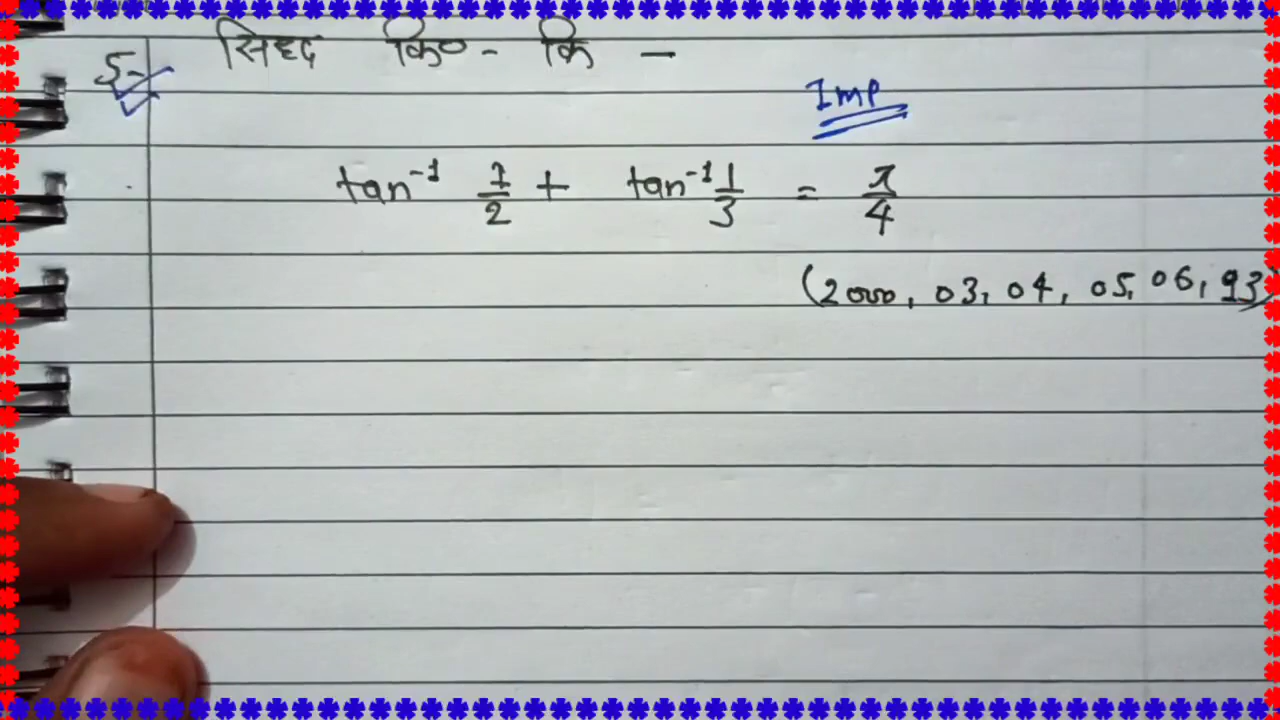 5- सिद्ध कि० - कि —
Imp
tan⁻¹ 1/2 + tan⁻¹ 1/3 = π/4
(2000, 03, 04, 05, 06, 93)